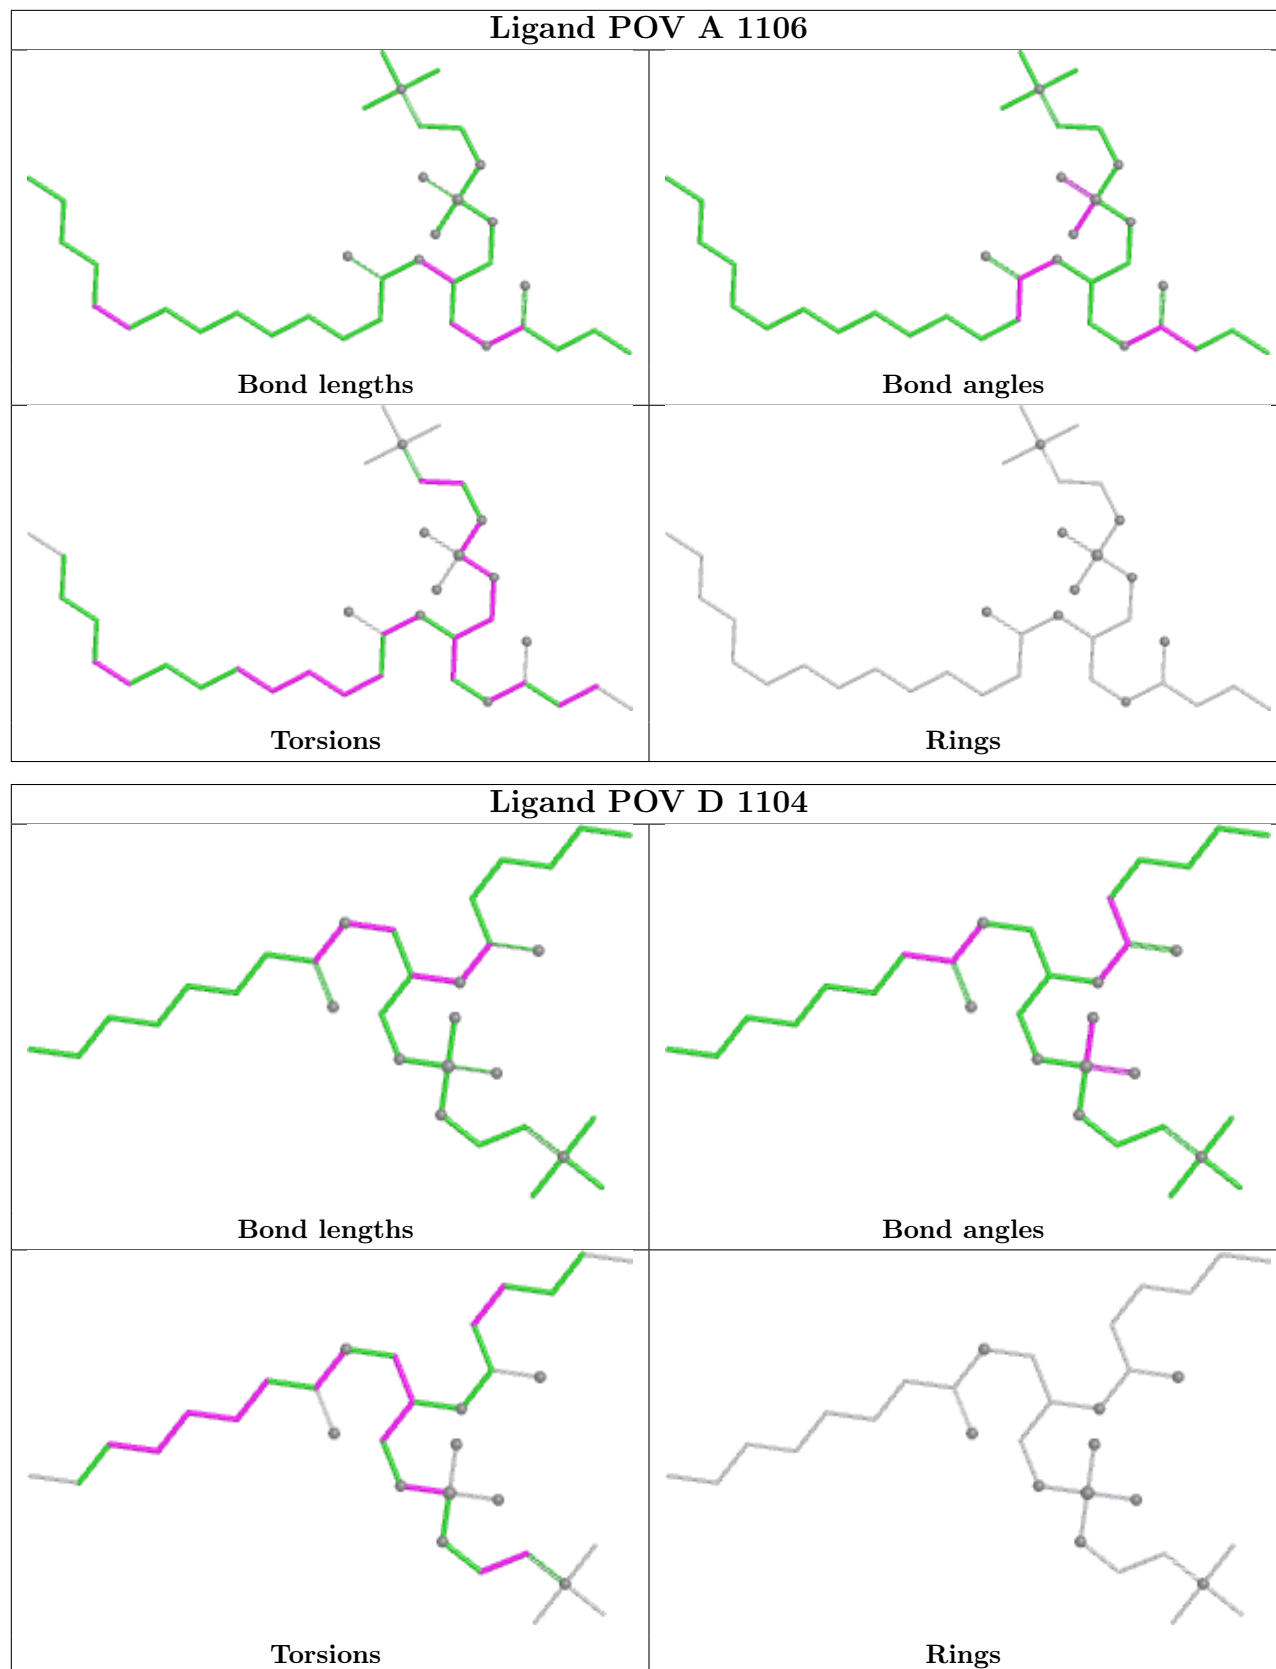 Ligand POV A 1106
Bond lengths
Bond angles
Torsions
Rings
Ligand POV D 1104
Bond lengths
Bond angles
Torsions
Rings